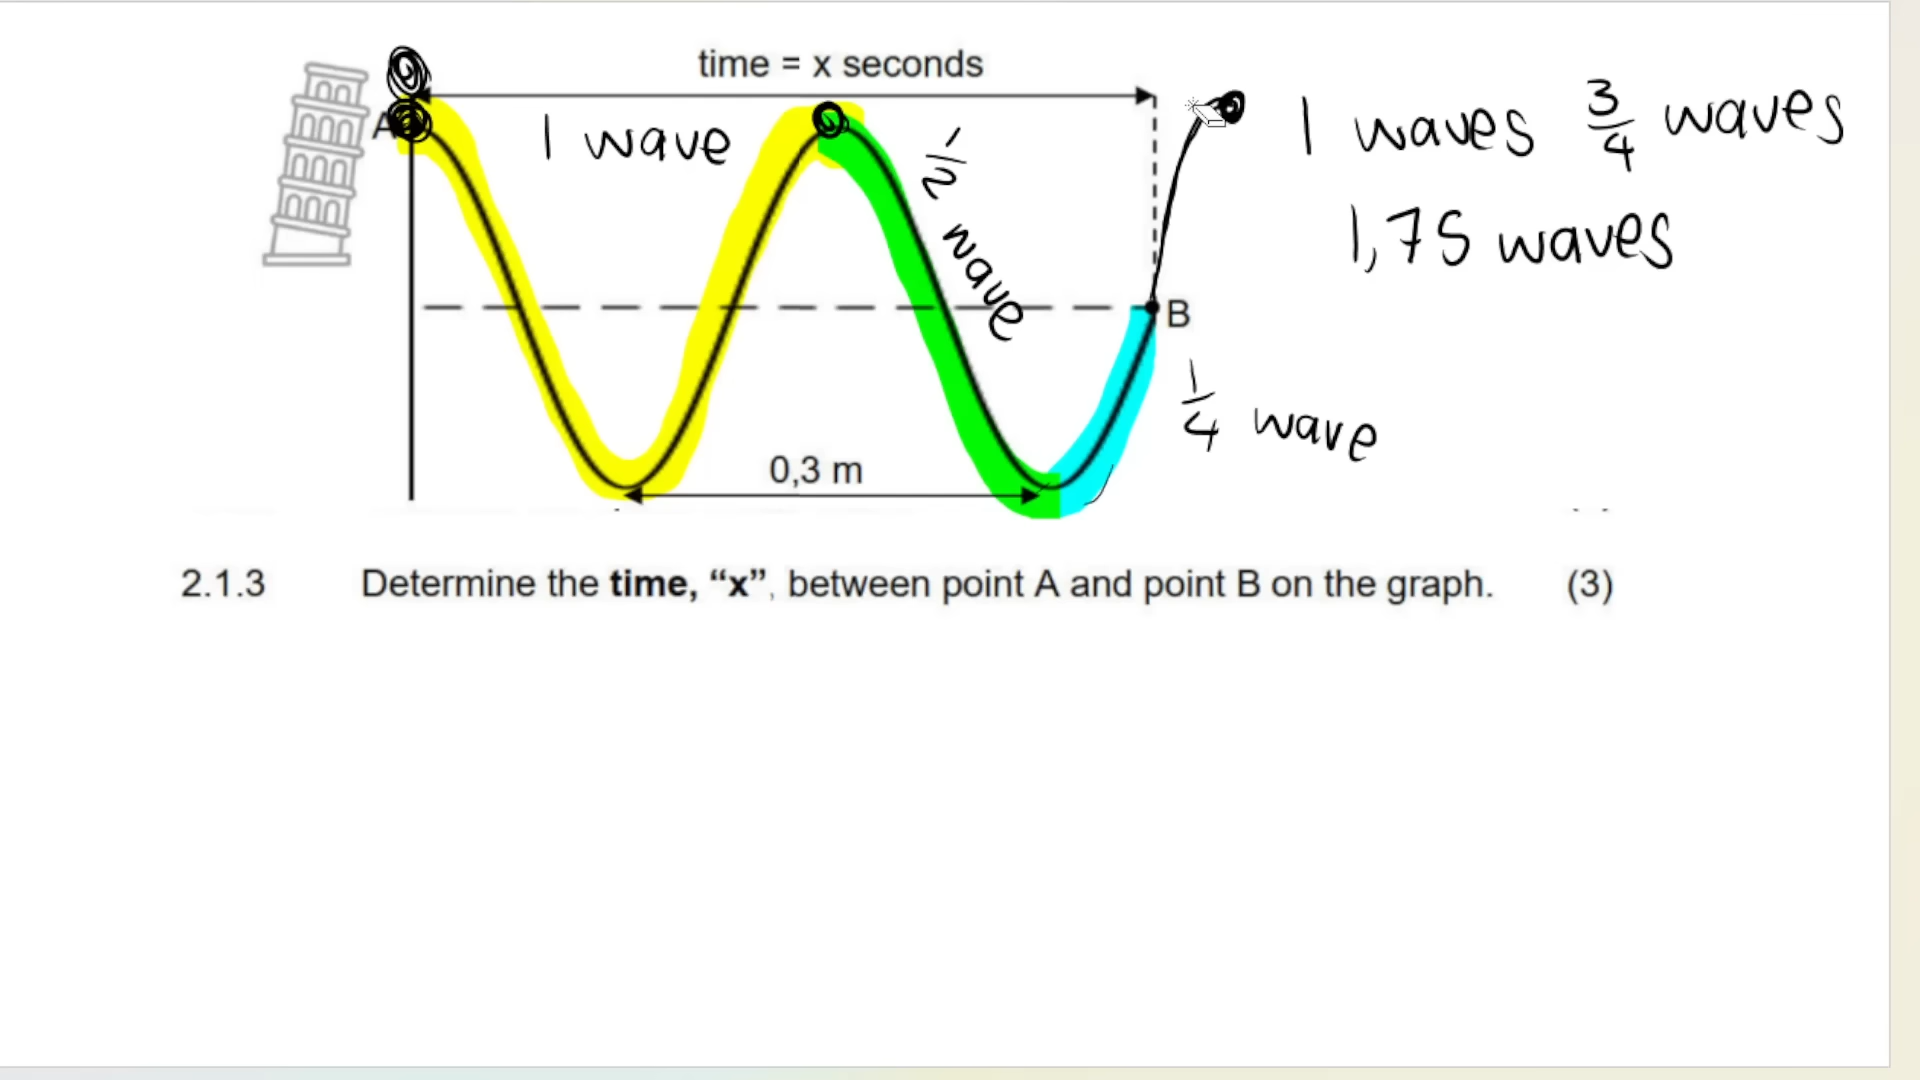 time = x seconds
A
1 wave
1/2 wave
1 waves 3/4 waves
1,75 waves
B
1/4 wave
0,3 m
2.1.3 Determine the time, “x”, between point A and point B on the graph. (3)